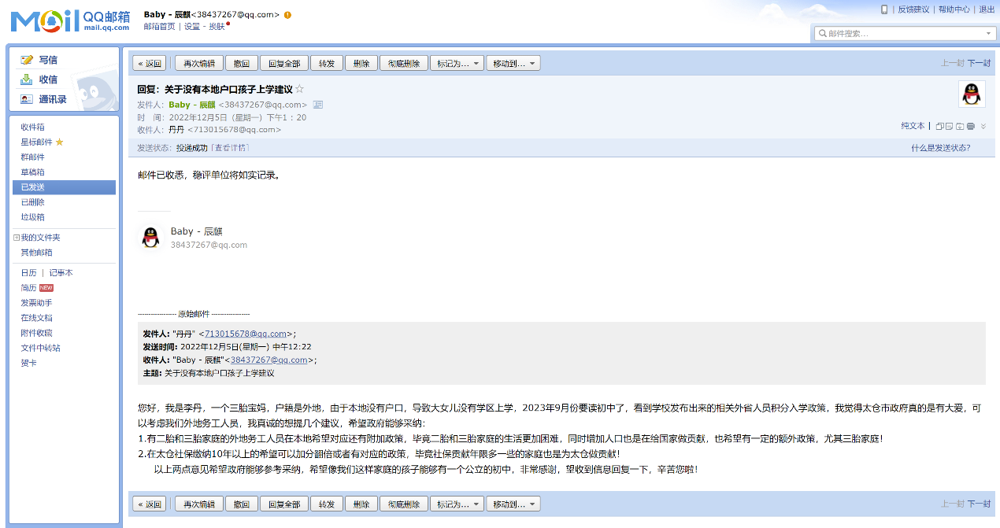 Mail QQ邮箱 mail.qq.com
Baby - 辰麒<38437267@qq.com>
邮箱首页 | 设置 - 换肤
反馈建议 | 帮助中心 | 退出
邮件搜索...
写信
收信
通讯录
收件箱
星标邮件
群邮件
草稿箱
已发送
已删除
垃圾箱
我的文件夹
其他邮箱
日历 | 记事本
简历 NEW
发票助手
在线文档
附件收藏
文件中转站
贺卡
« 返回 再次编辑 撤回 回复全部 转发 删除 彻底删除 标记为... 移动到... 上一封 下一封
回复：关于没有本地户口孩子上学建议
发件人：Baby - 辰麒 <38437267@qq.com>
时 间：2022年12月5日（星期一）下午1：20
收件人：丹丹 <713015678@qq.com>
纯文本 |
发送状态：投递成功 [查看详情]
什么是发送状态?
邮件已收悉，稳评单位将如实记录。
Baby - 辰麒
38437267@qq.com
------------------ 原始邮件 ------------------
发件人: "丹丹" <713015678@qq.com>;
发送时间: 2022年12月5日(星期一) 中午12:22
收件人: "Baby - 辰麒"<38437267@qq.com>;
主题: 关于没有本地户口孩子上学建议
您好，我是李丹，一个三胎宝妈，户籍是外地，由于本地没有户口，导致大女儿没有学区上学，2023年9月份要读初中了，看到学校发布出来的相关外省人员积分入学政策，我觉得太仓市政府真的是有大爱，可
以考虑我们外地务工人员，我真诚的想提几个建议，希望政府能够采纳：
1.有二胎和三胎家庭的外地务工人员在本地希望对应还有附加政策，毕竟二胎和三胎家庭的生活更加困难，同时增加人口也是在给国家做贡献，也希望有一定的额外政策，尤其三胎家庭！
2.在太仓社保缴纳10年以上的希望可以加分翻倍或者有对应的政策，毕竟社保贡献年限多一些的家庭也是为太仓做贡献！
以上两点意见希望政府能够参考采纳，希望像我们这样家庭的孩子能够有一个公立的初中，非常感谢，望收到信息回复一下，辛苦您啦！
« 返回 再次编辑 撤回 回复全部 转发 删除 彻底删除 标记为... 移动到... 上一封 下一封